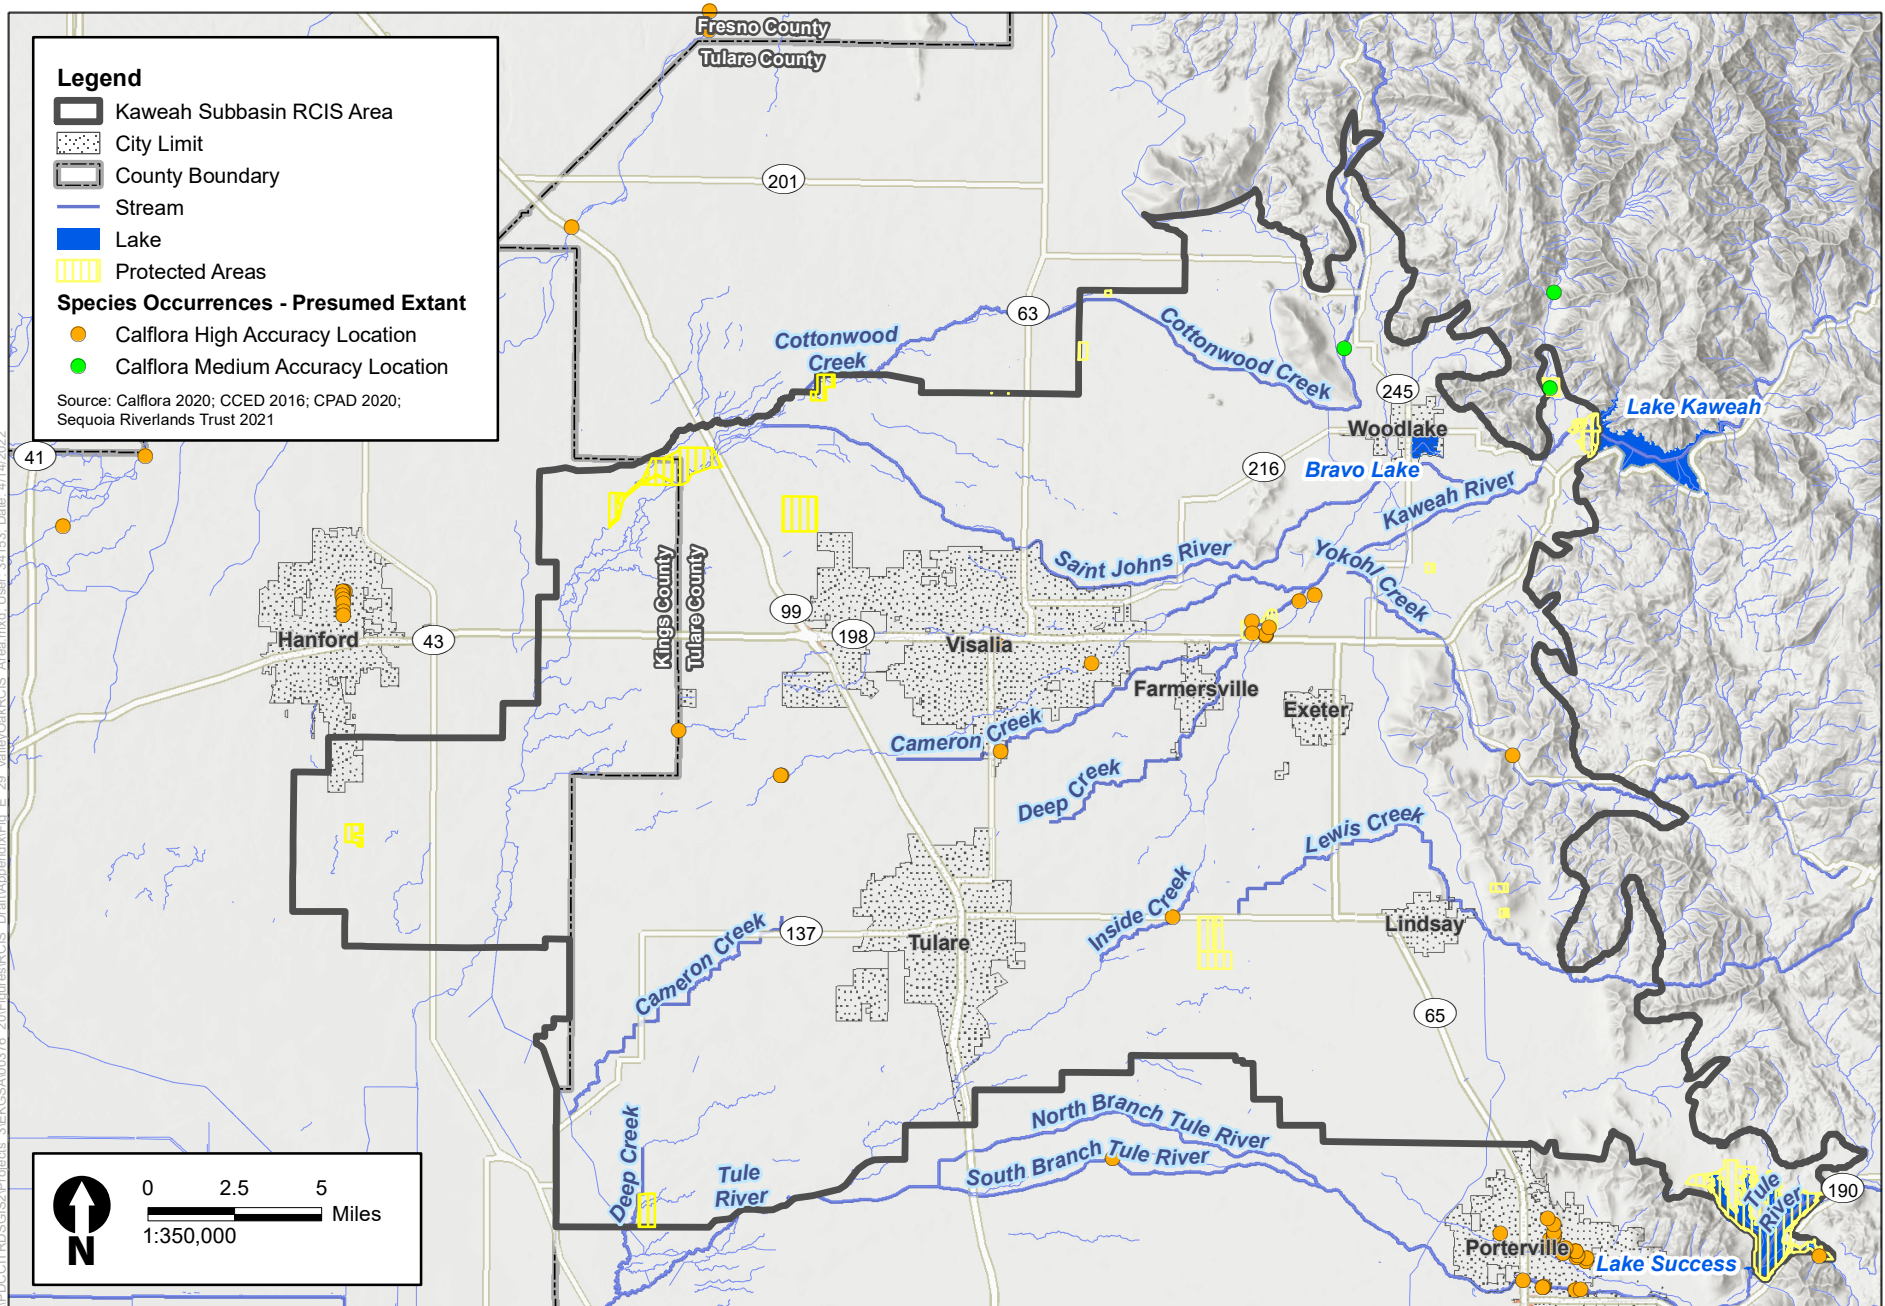 Legend
Kaweah Subbasin RCIS Area
City Limit
County Boundary
Stream
Lake
Protected Areas
Species Occurrences - Presumed Extant
Calflora High Accuracy Location
Calflora Medium Accuracy Location
Source: Calflora 2020; CCED 2016; CPAD 2020;
Sequoia Riverlands Trust 2021
Fresno County
Tulare County
201
63
Cottonwood
Creek
Cottonwood Creek
245
Woodlake
Lake Kaweah
Bravo Lake
216
41
Kaweah River
Saint Johns River
Yokohl Creek
Kings County
Tulare County
99
198
Hanford
43
Visalia
Farmersville
Exeter
Cameron Creek
Deep Creek
Lewis Creek
Inside Creek
Lindsay
Cameron Creek
137
Tulare
65
North Branch Tule River
South Branch Tule River
Deep Creek
Tule
River
Tule
River
190
Porterville
Lake Success
0 2.5 5
Miles
1:350,000
N